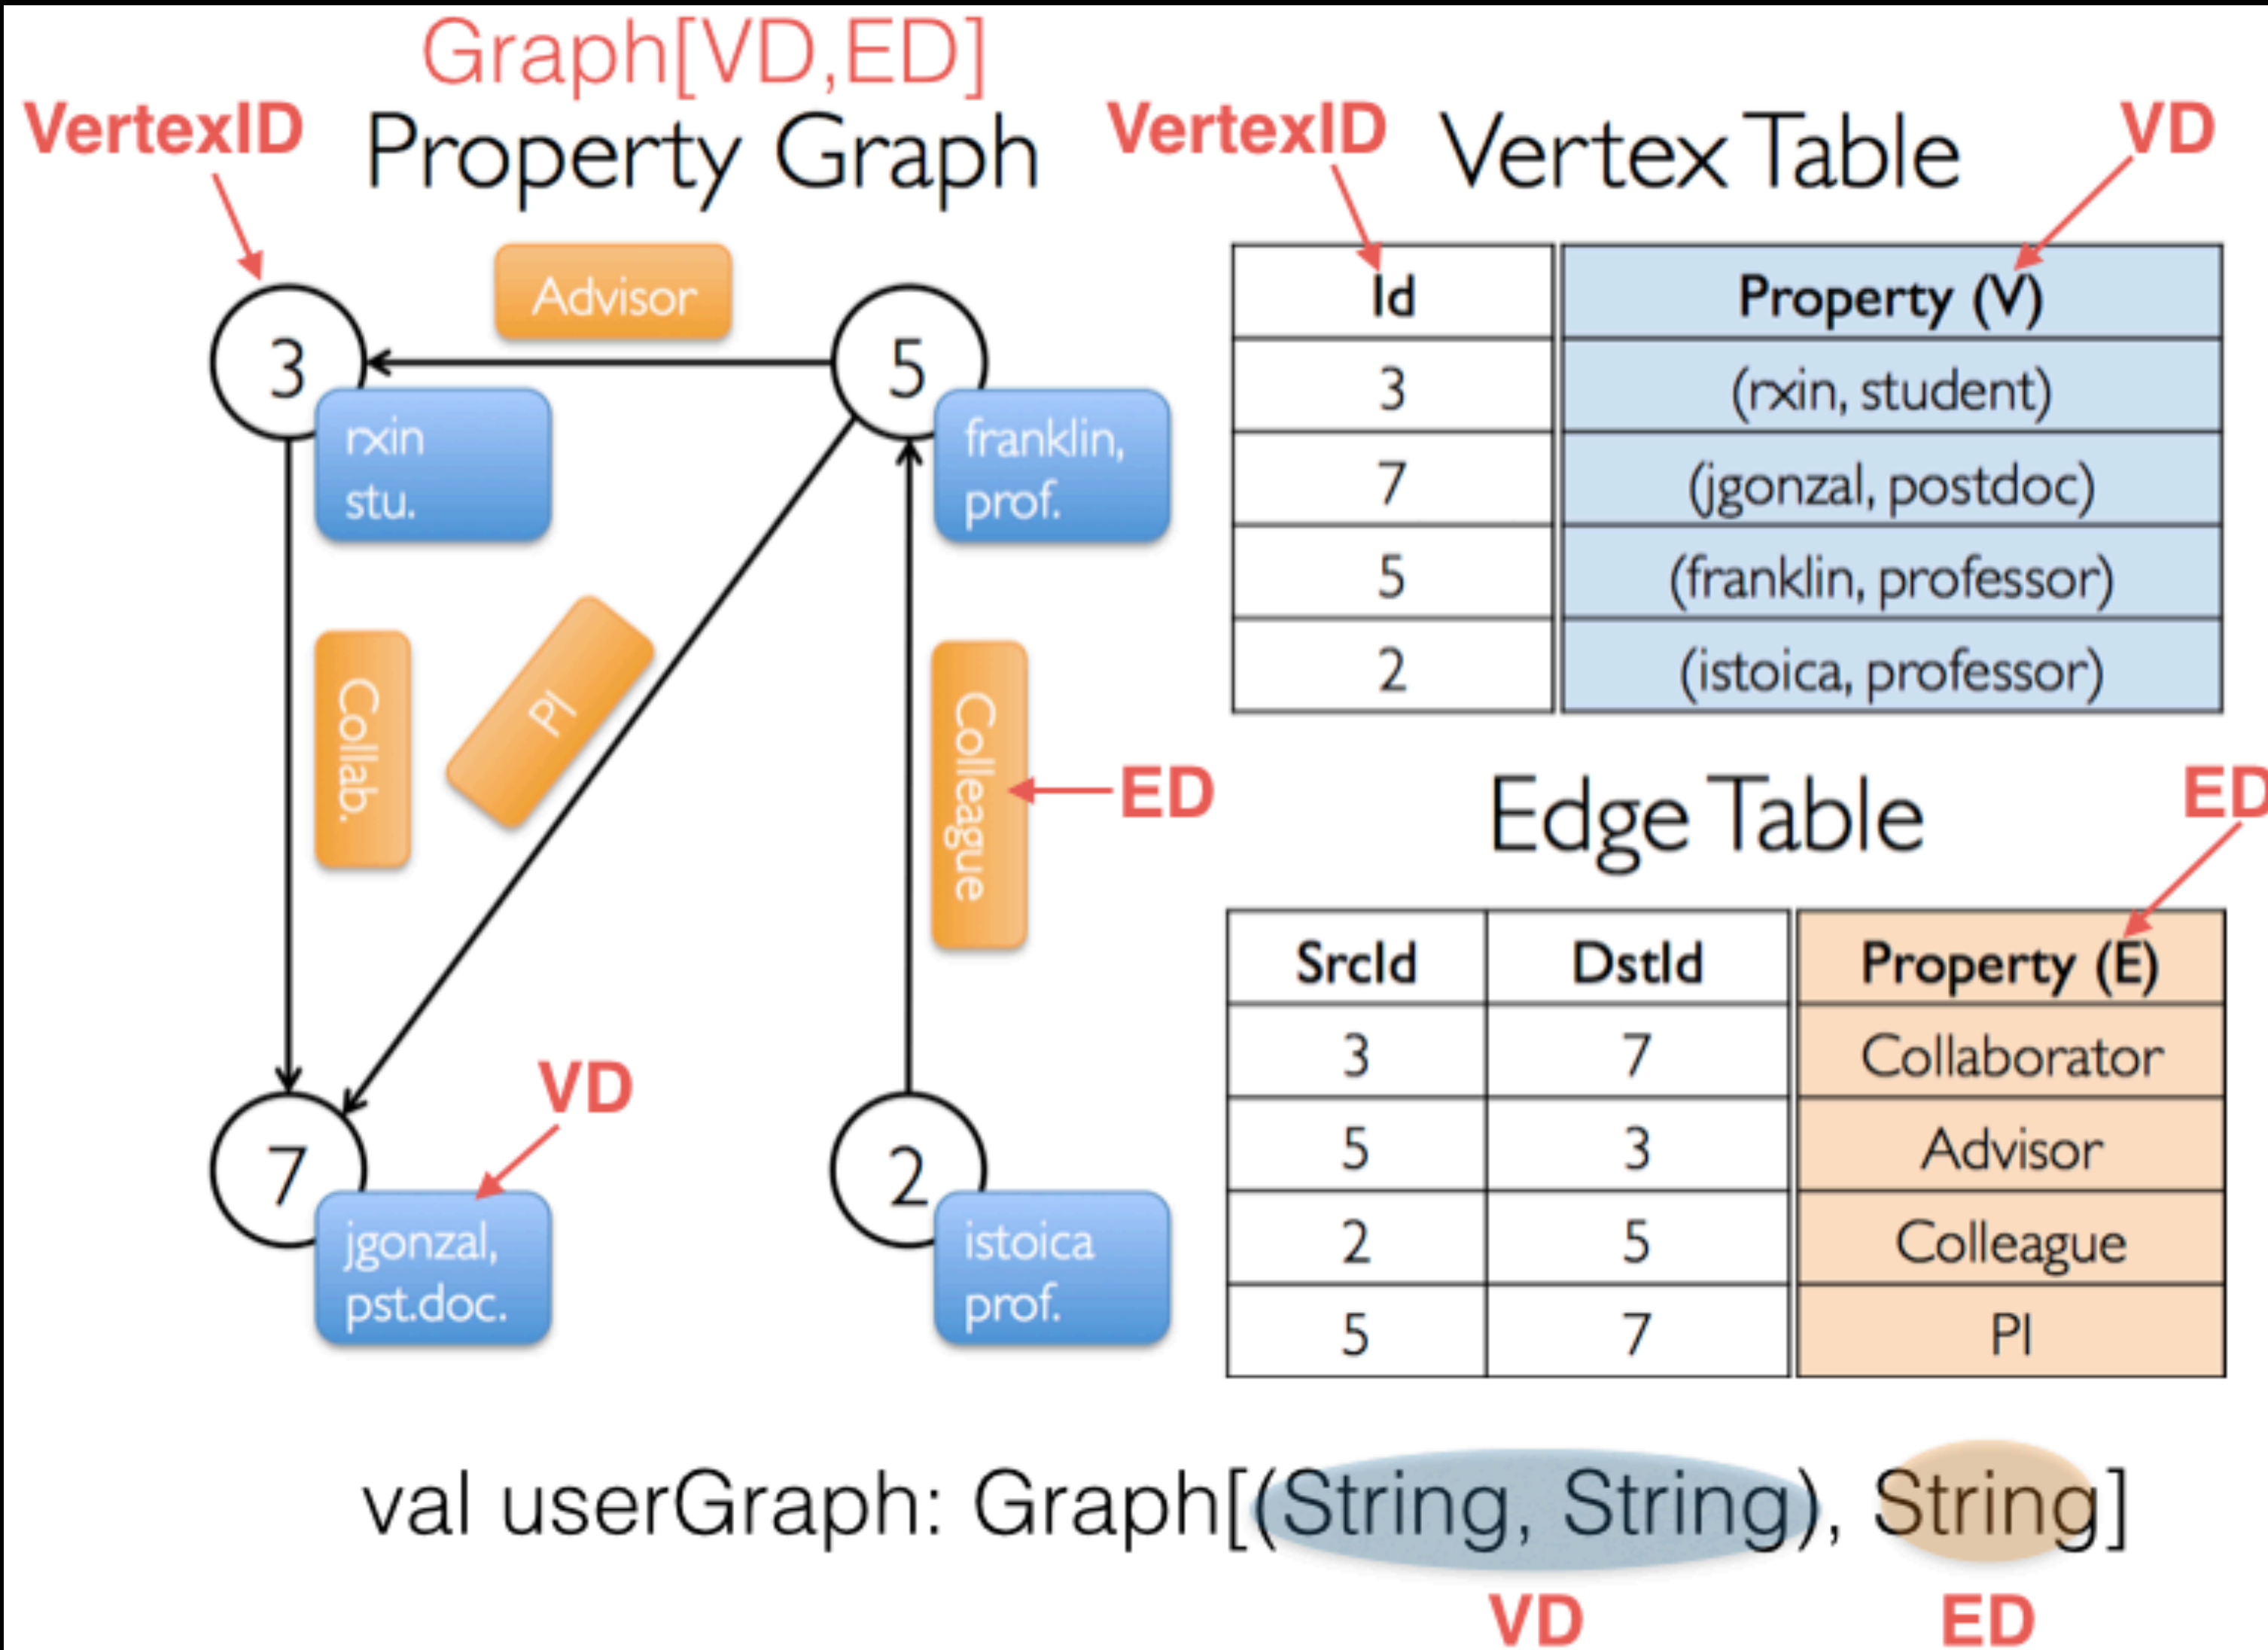 Graph[VD,ED]
VertexID
Property Graph
Advisor
3
5
rxin
stu.
franklin,
prof.
Collab.
PI
Colleague
ED
VD
7
2
jgonzal,
pst.doc.
istoica
prof.
VertexID
Vertex Table
VD
Id Property (V)
3 (rxin, student)
7 (jgonzal, postdoc)
5 (franklin, professor)
2 (istoica, professor)
Edge Table
ED
SrcId DstId Property (E)
3 7 Collaborator
5 3 Advisor
2 5 Colleague
5 7 PI
val userGraph: Graph[(String, String), String]
VD ED